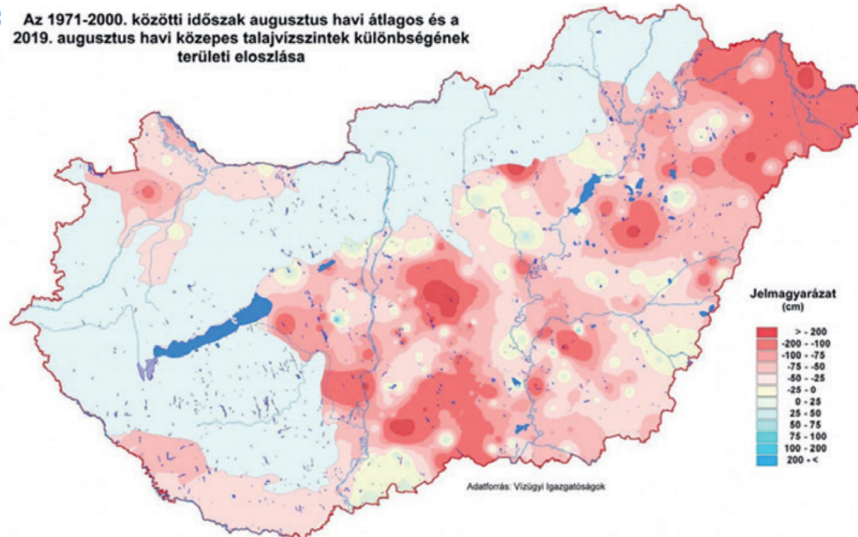 Az 1971-2000. közötti időszak augusztus havi átlagos és a
2019. augusztus havi közepes talajvízszintek különbségének
területi eloszlása
Jelmagyarázat
(cm)
> - 200
-200 - -100
-100 - -75
-75 - -50
-50 - -25
-25 - 0
0 - 25
25 - 50
50 - 75
75 - 100
100 - 200
200 - <
Adatforrás: Vízügyi Igazgatóságok